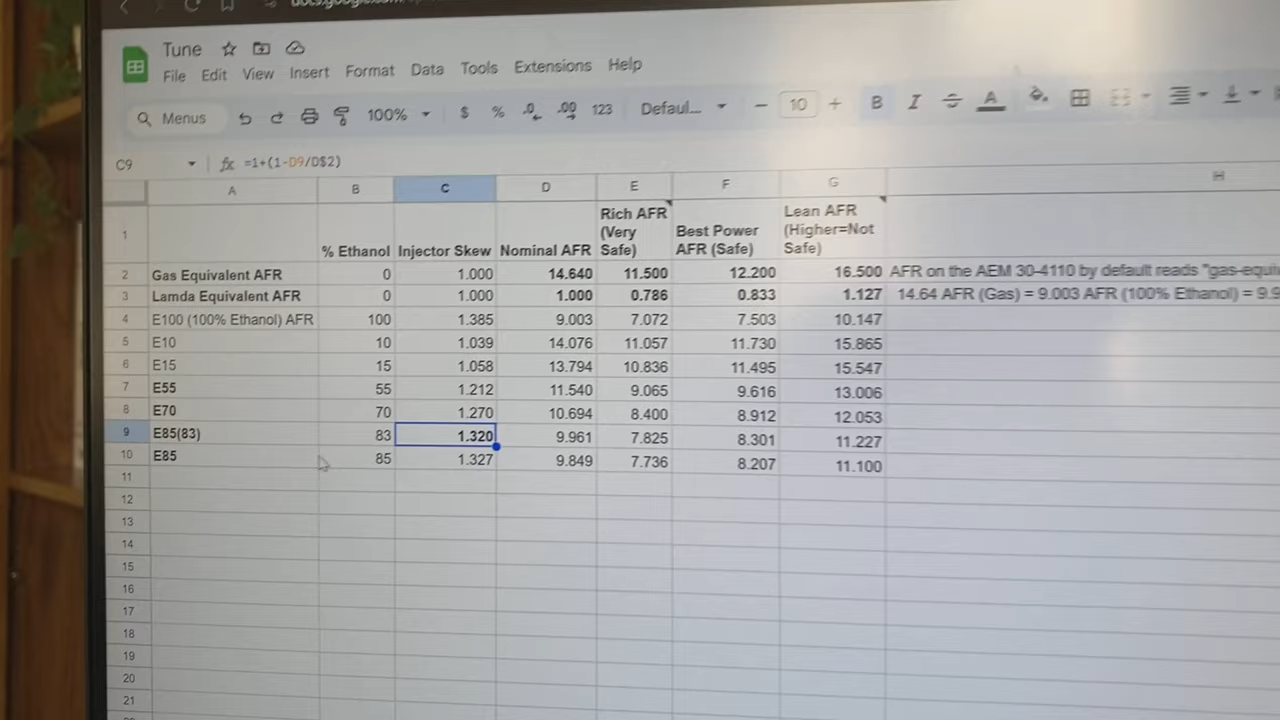 Tune
File Edit View Insert Format Data Tools Extensions Help
Menus 100% $ % .0 .00 123 Defaul... − 10 + B I A
C9 fx =1+(1-D9/D$2)
A B C D E F G H
1 % Ethanol Injector Skew Nominal AFR Rich AFR (Very Safe) Best Power AFR (Safe) Lean AFR (Higher=Not Safe)
2 Gas Equivalent AFR 0 1.000 14.640 11.500 12.200 16.500 AFR on the AEM 30-4110 by default reads "gas-equi
3 Lamda Equivalent AFR 0 1.000 1.000 0.786 0.833 1.127 14.64 AFR (Gas) = 9.003 AFR (100% Ethanol) = 9.9
4 E100 (100% Ethanol) AFR 100 1.385 9.003 7.072 7.503 10.147
5 E10 10 1.039 14.076 11.057 11.730 15.865
6 E15 15 1.058 13.794 10.836 11.495 15.547
7 E55 55 1.212 11.540 9.065 9.616 13.006
8 E70 70 1.270 10.694 8.400 8.912 12.053
9 E85(83) 83 1.320 9.961 7.825 8.301 11.227
10 E85 85 1.327 9.849 7.736 8.207 11.100
11
12
13
14
15
16
17
18
19
20
21